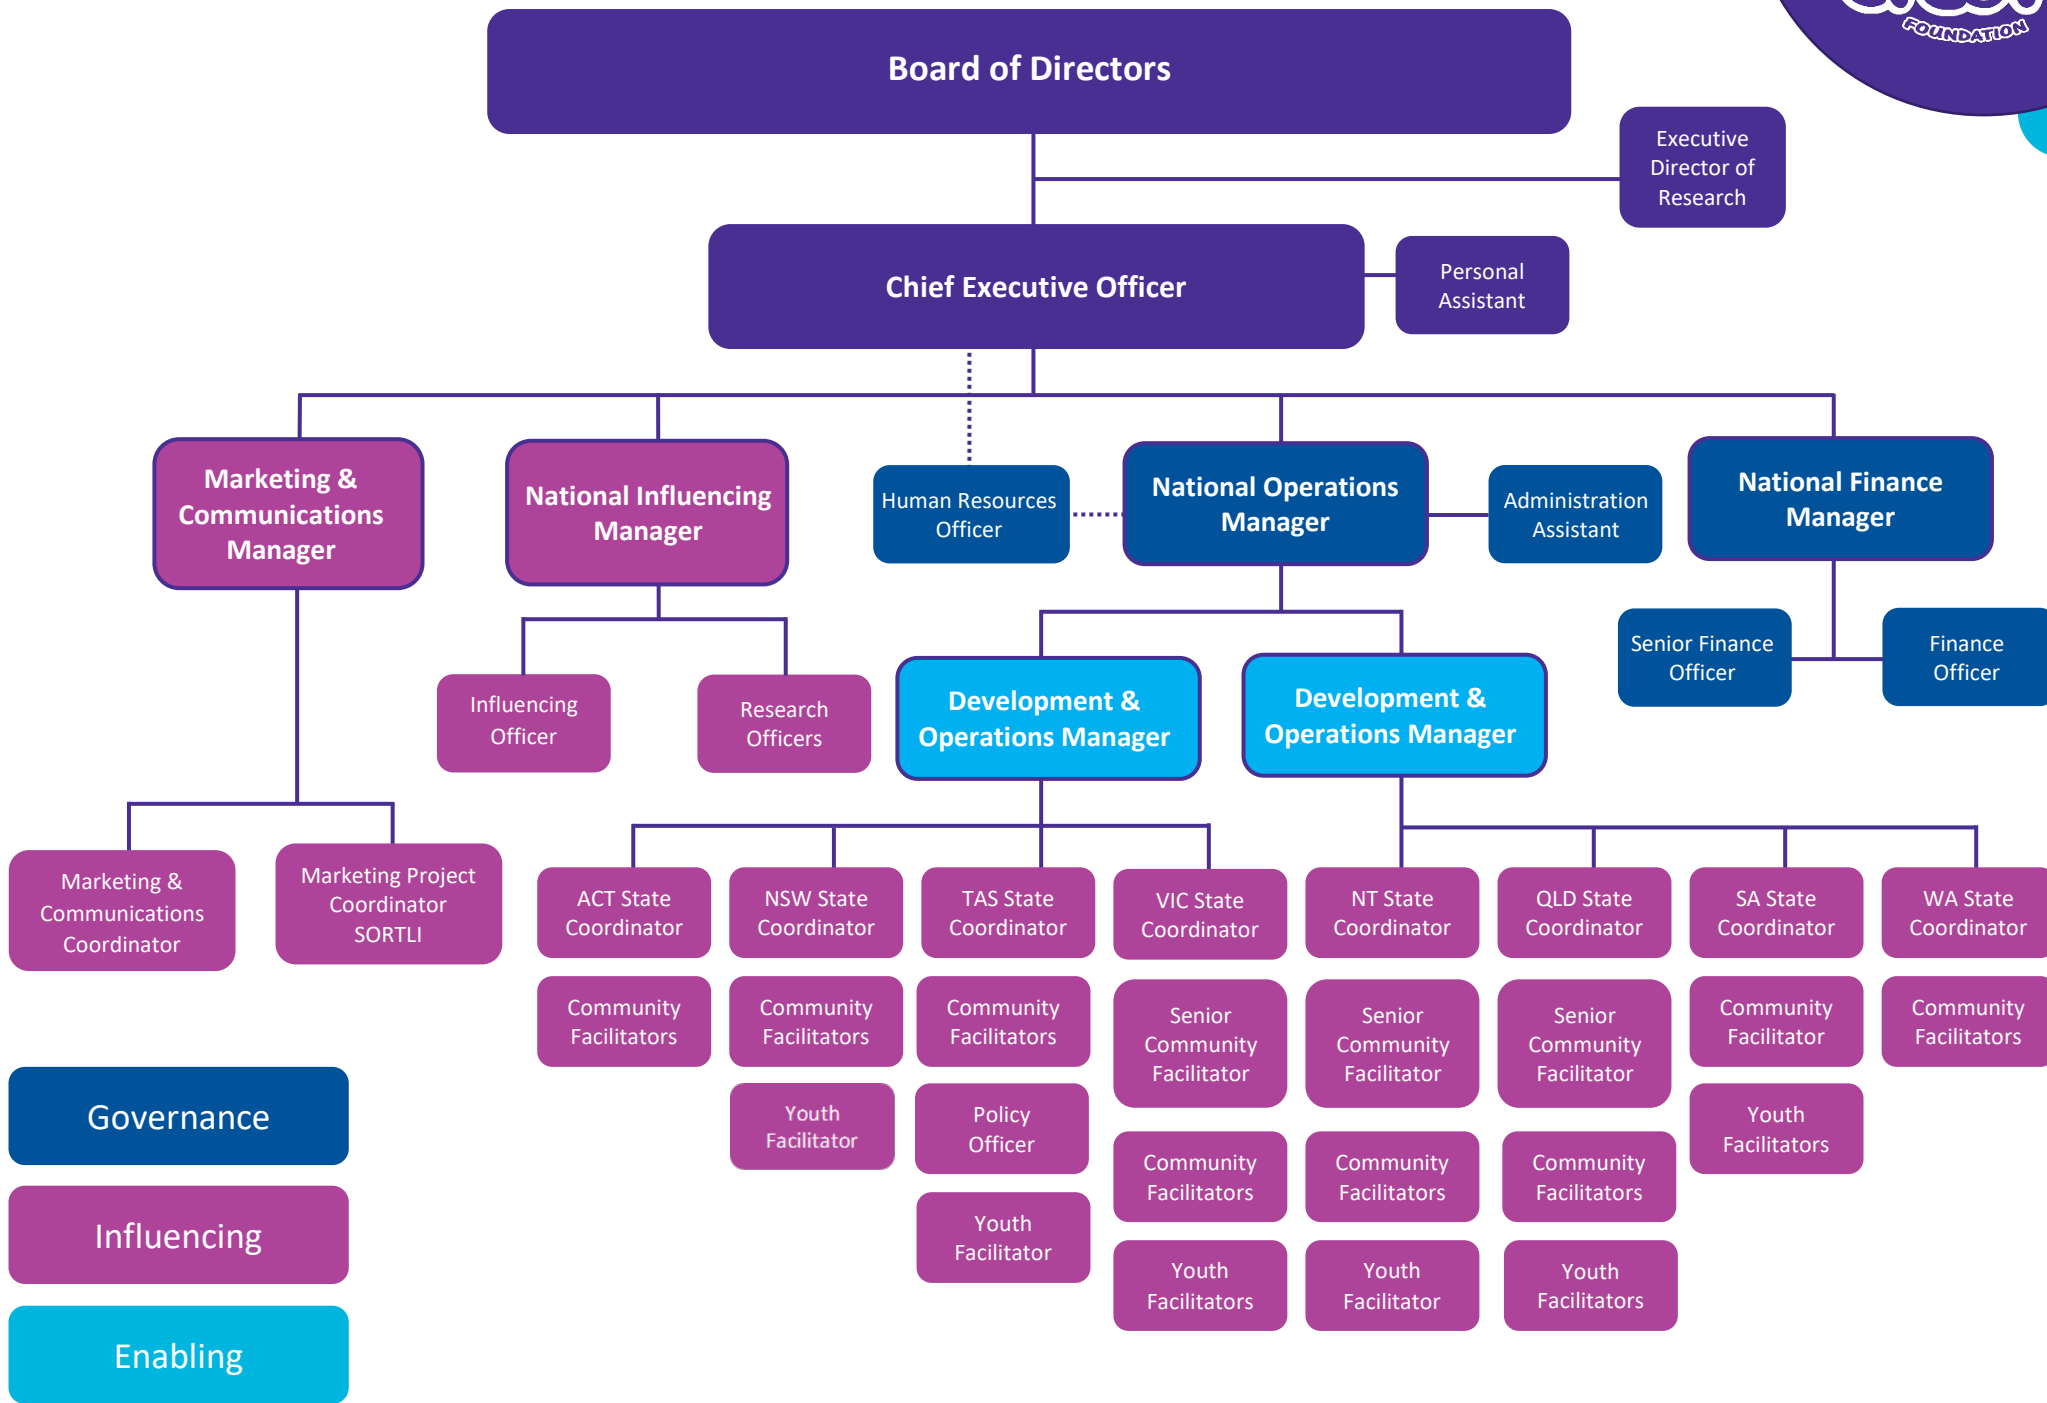 FOUNDATION
Board of Directors
Executive
Director of
Research
Chief Executive Officer
Personal
Assistant
Marketing &
Communications
Manager
National Influencing
Manager
Human Resources
Officer
National Operations
Manager
Administration
Assistant
National Finance
Manager
Influencing
Officer
Research
Officers
Development &
Operations Manager
Development &
Operations Manager
Senior Finance
Officer
Finance
Officer
Marketing &
Communications
Coordinator
Marketing Project
Coordinator
SORTLI
ACT State
Coordinator
NSW State
Coordinator
TAS State
Coordinator
VIC State
Coordinator
NT State
Coordinator
QLD State
Coordinator
SA State
Coordinator
WA State
Coordinator
Community
Facilitators
Community
Facilitators
Community
Facilitators
Senior
Community
Facilitator
Senior
Community
Facilitator
Senior
Community
Facilitator
Community
Facilitator
Community
Facilitators
Youth
Facilitator
Policy
Officer
Community
Facilitators
Community
Facilitators
Community
Facilitators
Youth
Facilitators
Youth
Facilitator
Youth
Facilitators
Youth
Facilitator
Youth
Facilitators
Governance
Influencing
Enabling